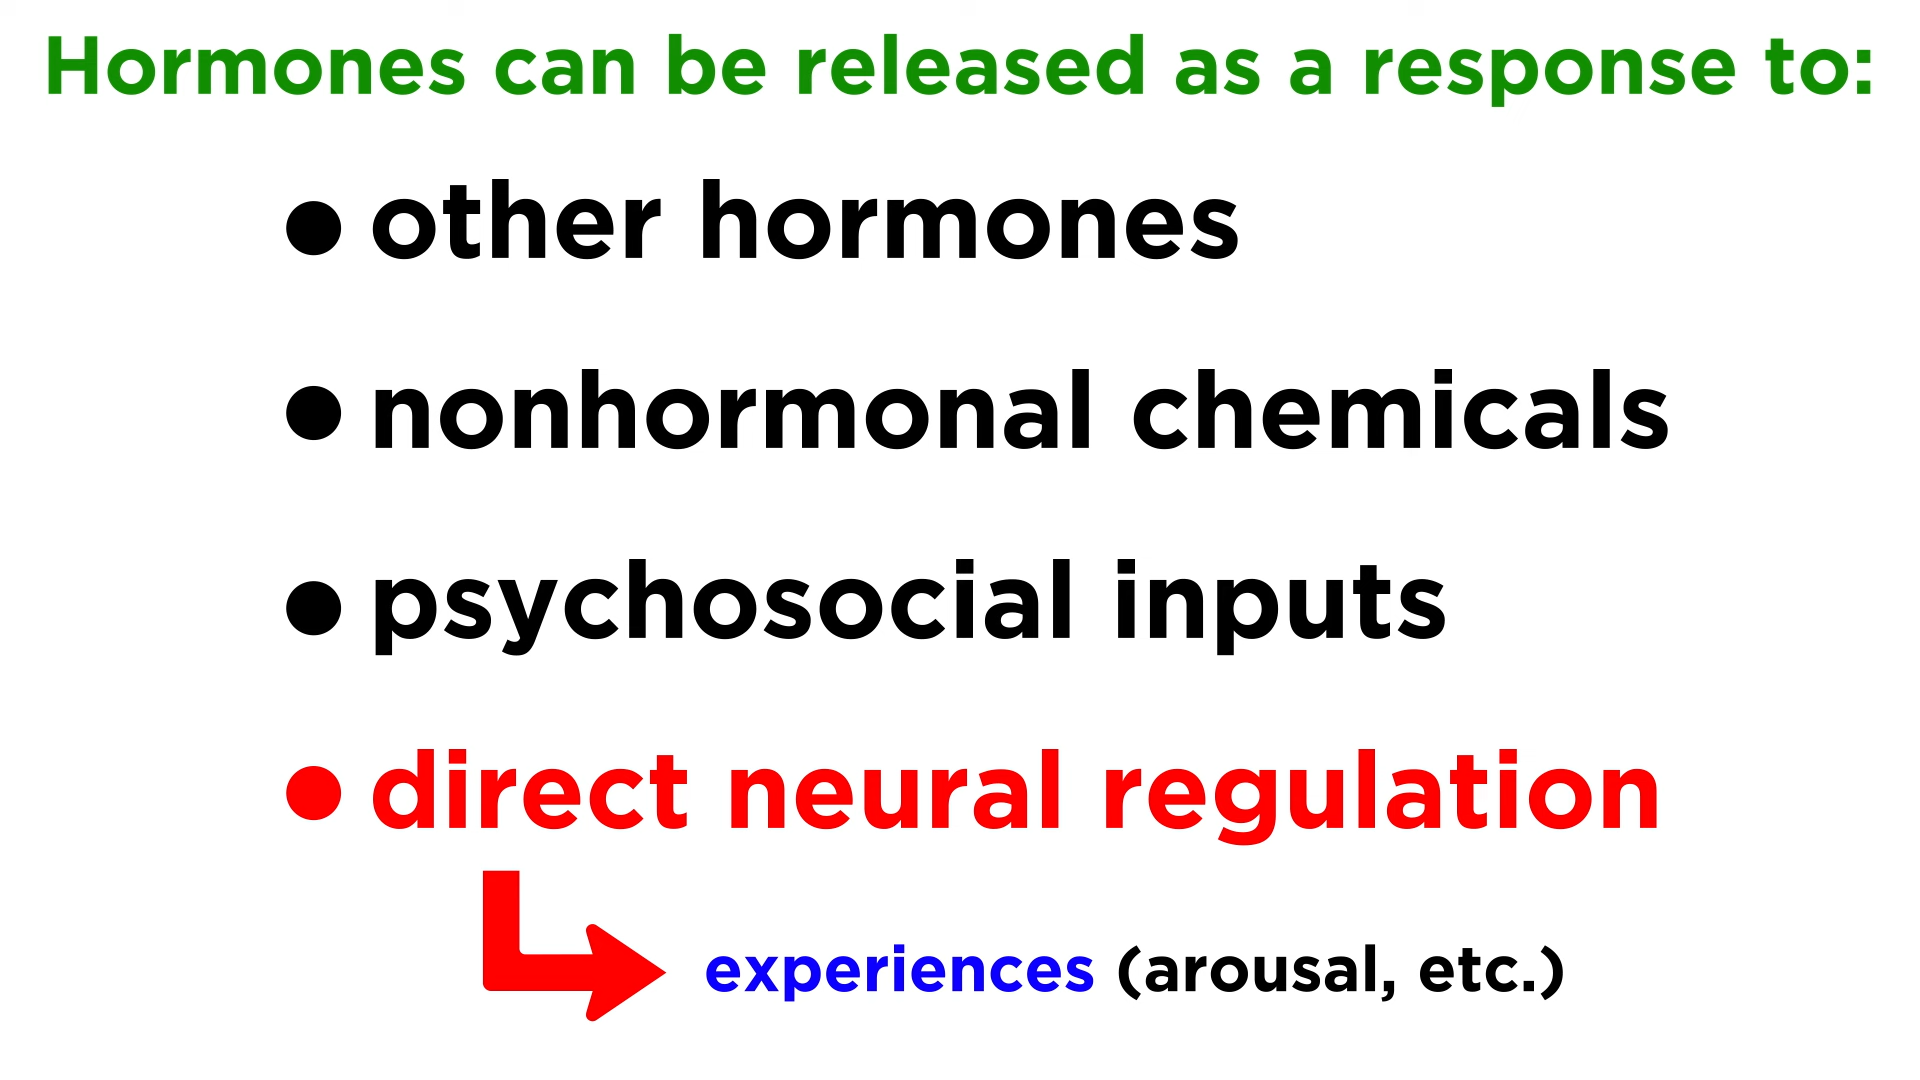 Hormones can be released as a response to:
• other hormones
• nonhormonal chemicals
• psychosocial inputs
• direct neural regulation
experiences (arousal, etc.)